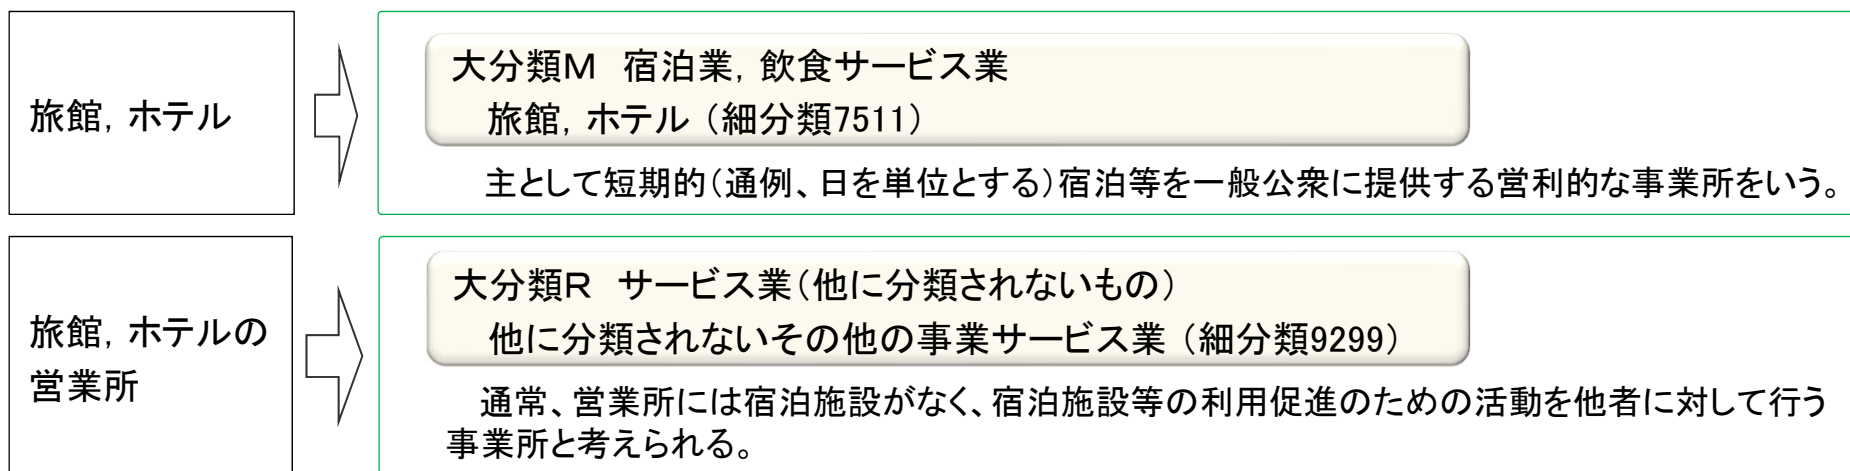 旅館，ホテル
大分類Ｍ　宿泊業，飲食サービス業
旅館，ホテル（細分類7511）
主として短期的（通例、日を単位とする）宿泊等を一般公衆に提供する営利的な事業所をいう。
旅館，ホテルの
営業所
大分類Ｒ　サービス業（他に分類されないもの）
他に分類されないその他の事業サービス業（細分類9299）
通常、営業所には宿泊施設がなく、宿泊施設等の利用促進のための活動を他者に対して行う
事業所と考えられる。